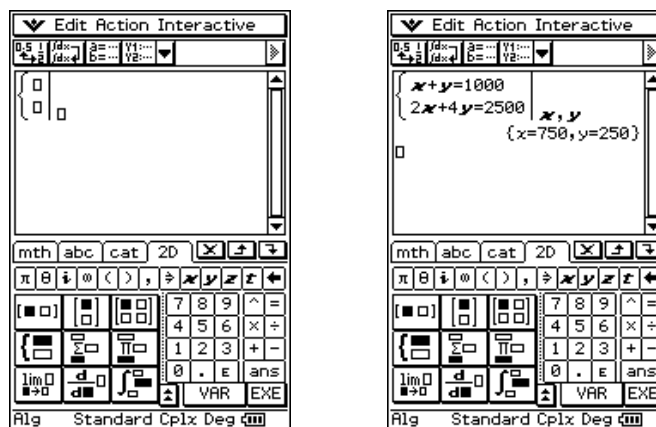 Edit Action Interactive
mth abc cat 2D
π θ i ∞ ( ) , ⇒ x y z t
7 8 9 ^ =
4 5 6 × ÷
1 2 3 + −
0 . E ans
lim d/d
VAR EXE
Alg Standard Cplx Deg
Edit Action Interactive
x+y=1000
2x+4y=2500 x,y
{x=750,y=250}
mth abc cat 2D
π θ i ∞ ( ) , ⇒ x y z t
7 8 9 ^ =
4 5 6 × ÷
1 2 3 + −
0 . E ans
lim d/d
VAR EXE
Alg Standard Cplx Deg